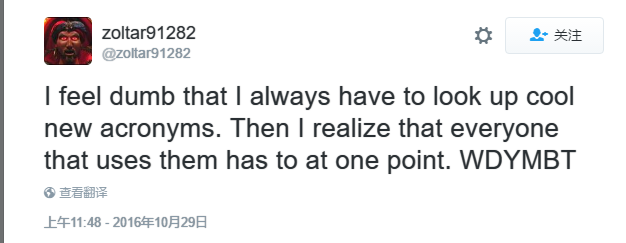 zoltar91282
@zoltar91282
关注
I feel dumb that I always have to look up cool
new acronyms. Then I realize that everyone
that uses them has to at one point. WDYMBT
查看翻译
上午11:48 - 2016年10月29日